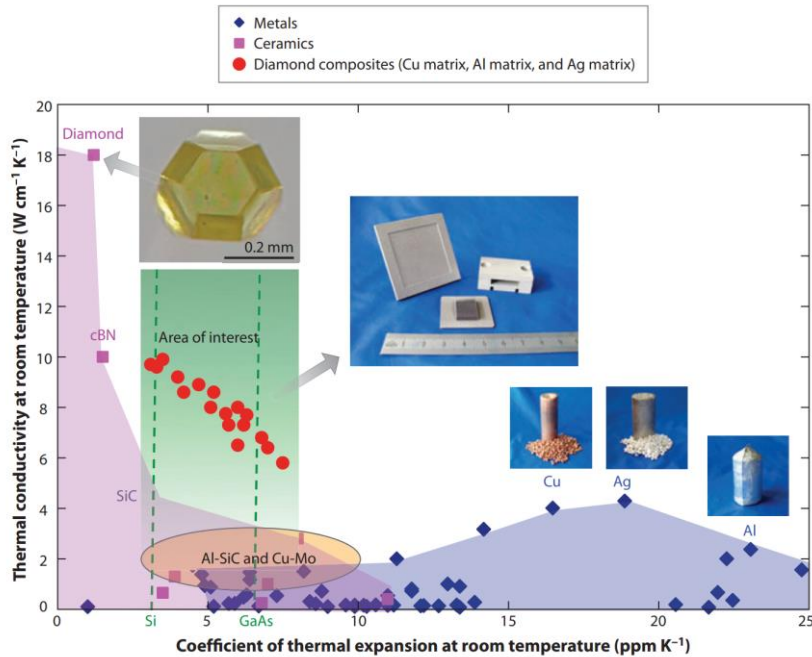 Metals
Ceramics
Diamond composites (Cu matrix, Al matrix, and Ag matrix)
Thermal conductivity at room temperature (W cm⁻¹ K⁻¹)
20
18
16
14
12
10
8
6
4
2
0
Diamond
0.2 mm
cBN
Area of interest
SiC
Cu
Ag
Al
Al-SiC and Cu-Mo
0
Si
5
GaAs
10
15
20
25
Coefficient of thermal expansion at room temperature (ppm K⁻¹)